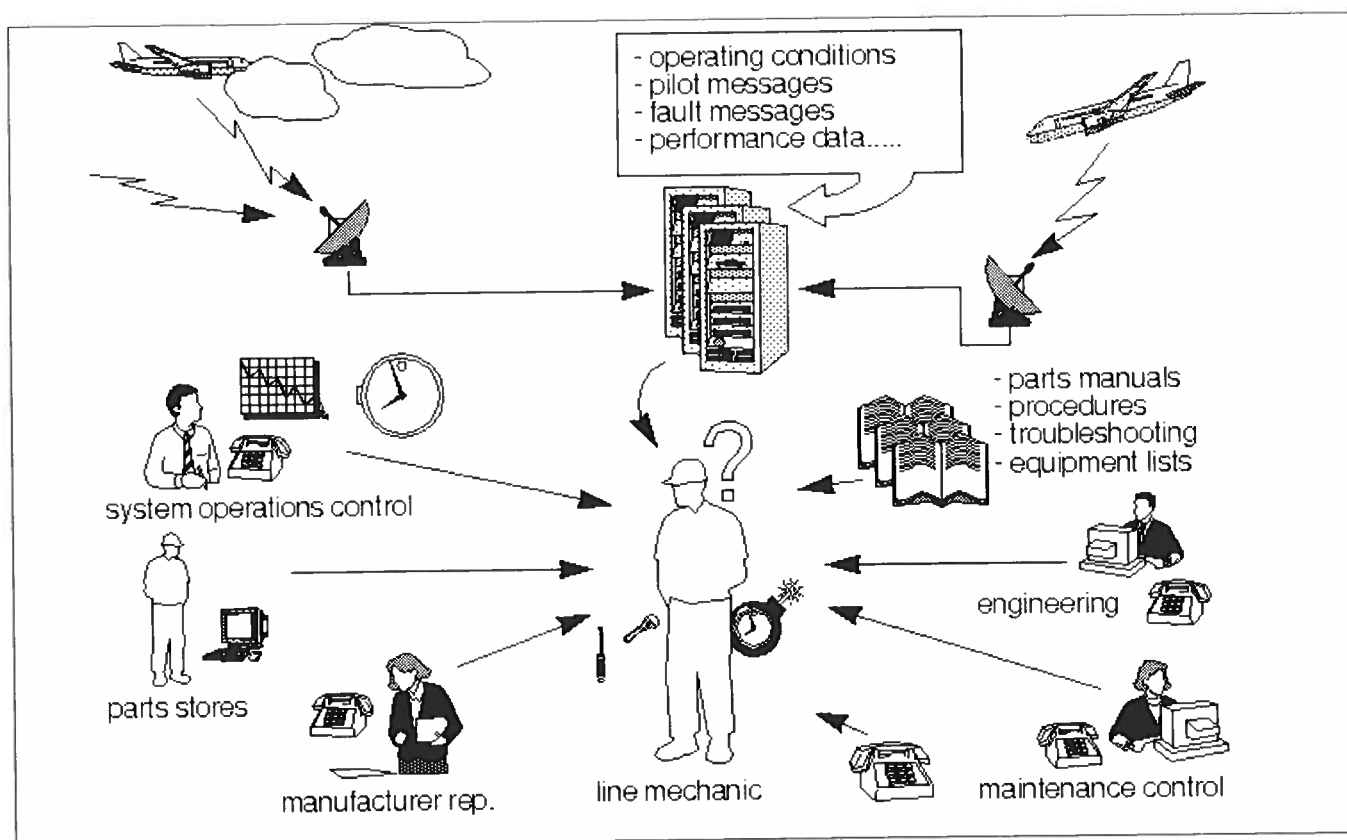 - operating conditions
- pilot messages
- fault messages
- performance data.....
- parts manuals
- procedures
- troubleshooting
- equipment lists
system operations control
engineering
parts stores
manufacturer rep.
line mechanic
maintenance control
?